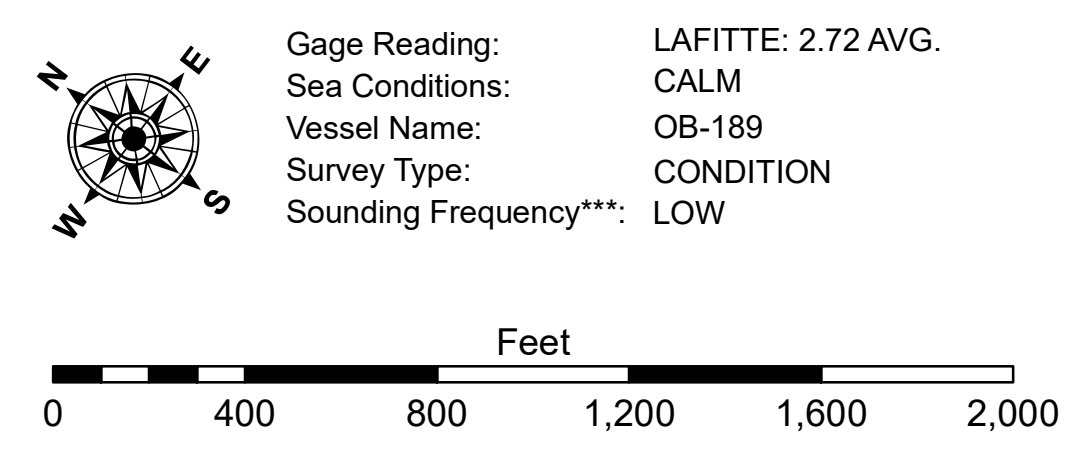 N
E
S
W
Gage Reading: LAFITTE: 2.72 AVG.
Sea Conditions: CALM
Vessel Name: OB-189
Survey Type: CONDITION
Sounding Frequency***: LOW
Feet
0 400 800 1,200 1,600 2,000